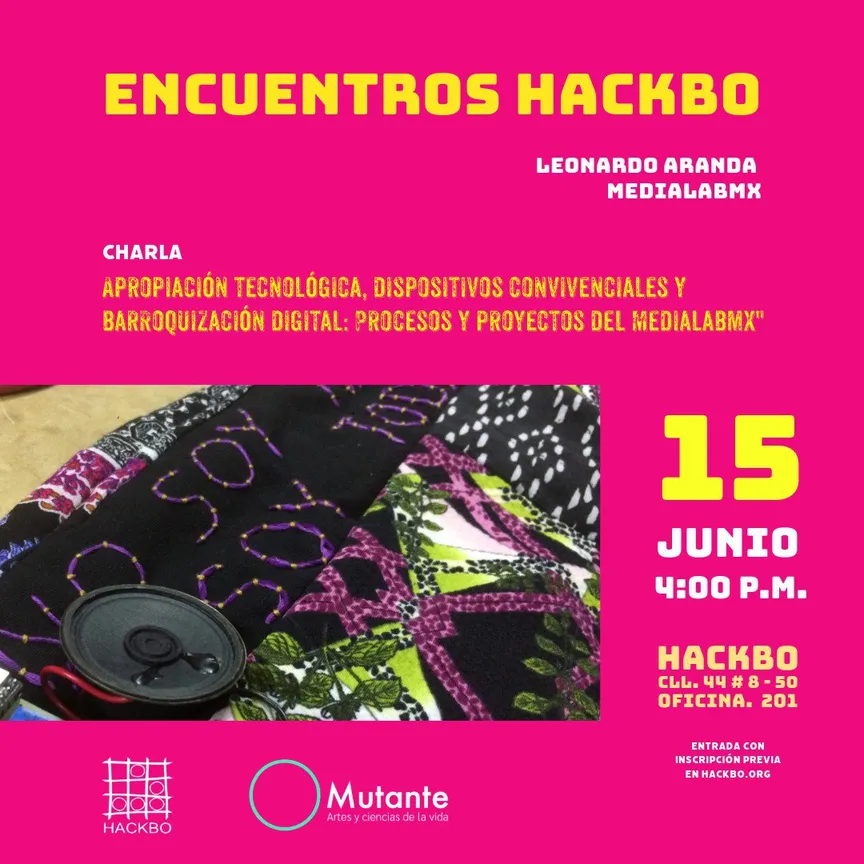 ENCUENTROS HACKBO
LEONARDO ARANDA
MEDIALABMX
CHARLA
APROPIACIÓN TECNOLÓGICA, DISPOSITIVOS CONVIVENCIALES Y
BARROQUIZACIÓN DIGITAL: PROCESOS Y PROYECTOS DEL MEDIALABMX"
SOY
SOY
15
JUNIO
4:00 P.M.
HACKBO
CLL. 44 # 8 - 50
OFICINA. 201
ENTRADA CON
INSCRIPCIÓN PREVIA
EN HACKBO.ORG
HACKBO
Mutante
Artes y ciencias de la vida